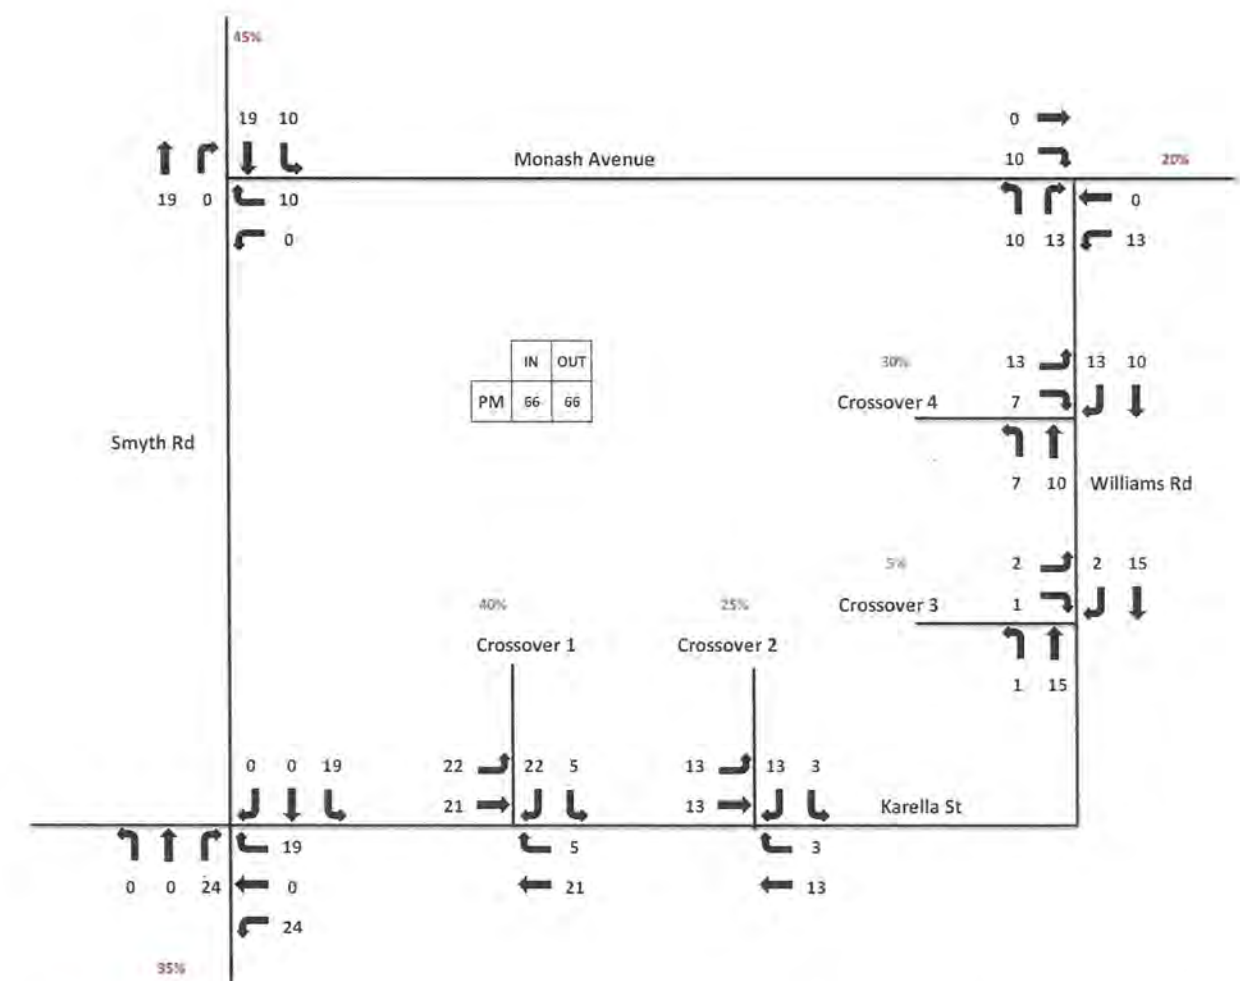 45%
19 10
0
Monash Avenue
10
20%
19 0 10
0
0
10 13 13
IN OUT
PM 66 66
30%
13 13 10
Crossover 4
7
Smyth Rd
7 10
Williams Rd
5%
2 2 15
Crossover 3
1
40%
25%
Crossover 1
Crossover 2
1 15
0 0 19
22 22 5
13 13 3
21
13
Karella St
19
5
3
0 0 24 0
21
13
24
35%